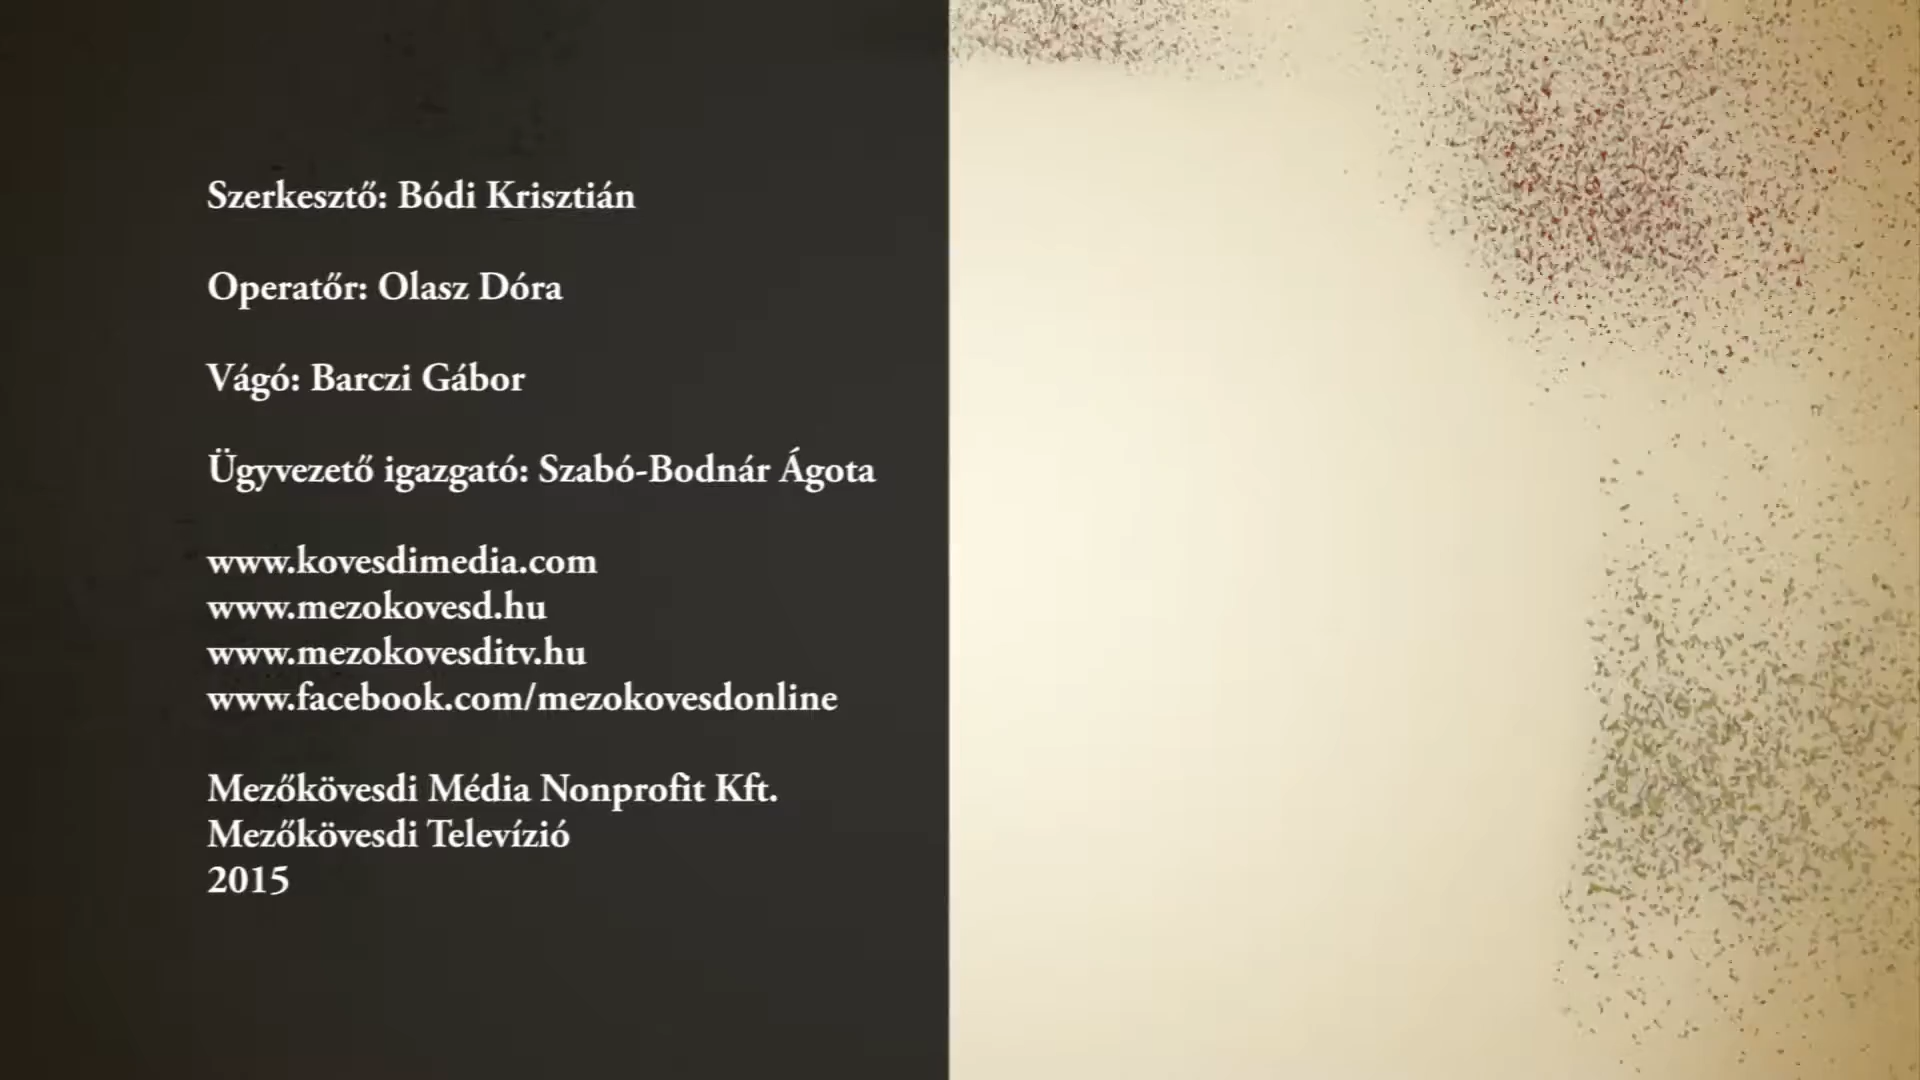 Szerkesztő: Bódi Krisztián
Operatőr: Olasz Dóra
Vágó: Barczi Gábor
Ügyvezető igazgató: Szabó-Bodnár Ágota
www.kovesdimedia.com
www.mezokovesd.hu
www.mezokovesditv.hu
www.facebook.com/mezokovesdonline
Mezőkövesdi Média Nonprofit Kft.
Mezőkövesdi Televízió
2015